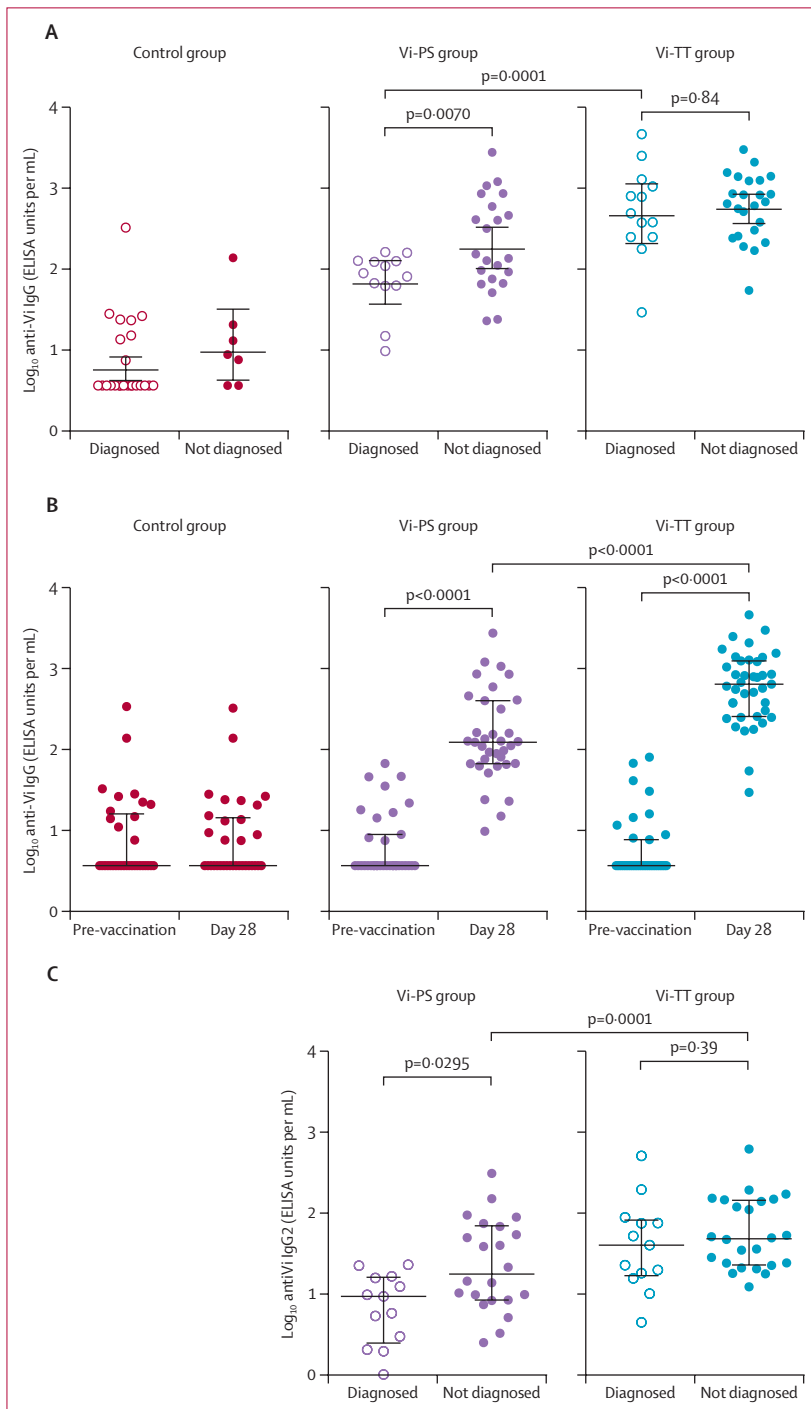 A
Control group
Vi-PS group
Vi-TT group
p=0·0001
p=0·0070
p=0·84
Log₁₀ anti-Vi IgG (ELISA units per mL)
4
3
2
1
0
Diagnosed
Not diagnosed
Diagnosed
Not diagnosed
Diagnosed
Not diagnosed
B
Control group
Vi-PS group
Vi-TT group
p<0·0001
p<0·0001
p<0·0001
Log₁₀ anti-Vi IgG (ELISA units per mL)
4
3
2
1
0
Pre-vaccination
Day 28
Pre-vaccination
Day 28
Pre-vaccination
Day 28
C
Vi-PS group
Vi-TT group
p=0·0001
p=0·0295
p=0·39
Log₁₀ antiVi IgG2 (ELISA units per mL)
4
3
2
1
0
Diagnosed
Not diagnosed
Diagnosed
Not diagnosed